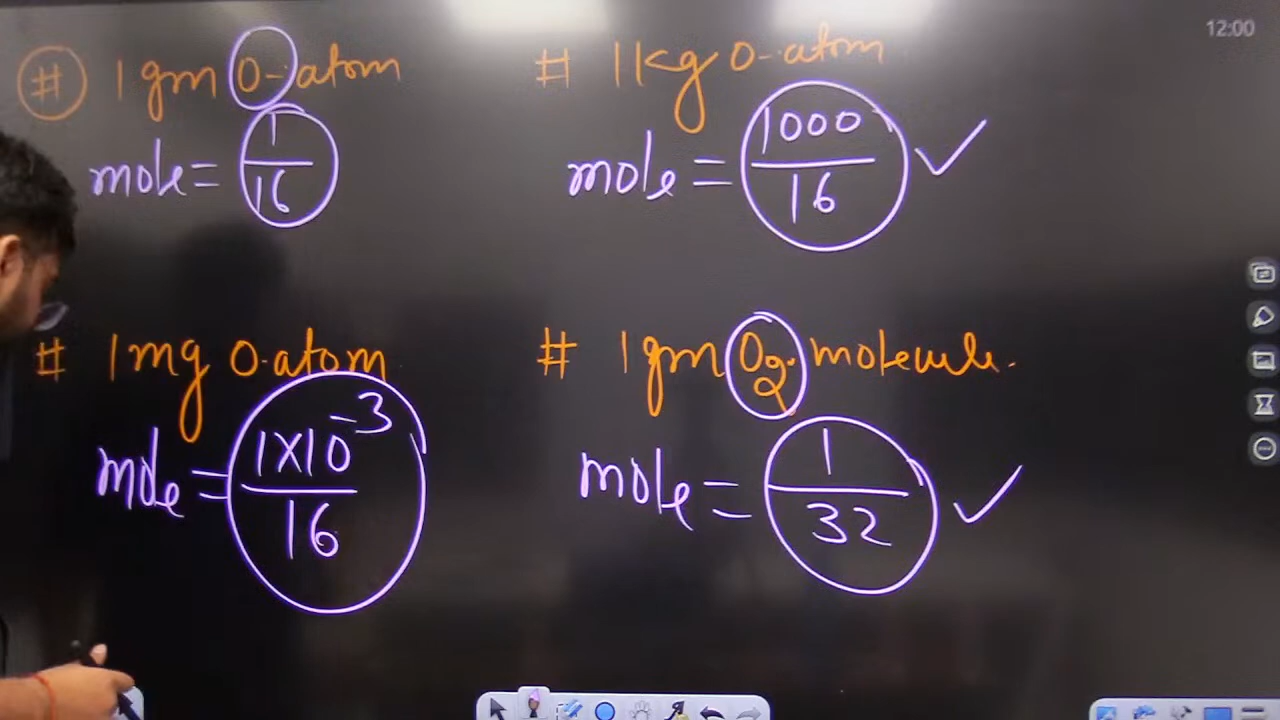 12:00
# 1 gm O-atom
mole = 1/16
# 1kg O-atom
mole = 1000/16 ✓
# 1mg O-atom
mole = 1×10⁻³/16
# 1gm O₂ molecule.
mole = 1/32 ✓